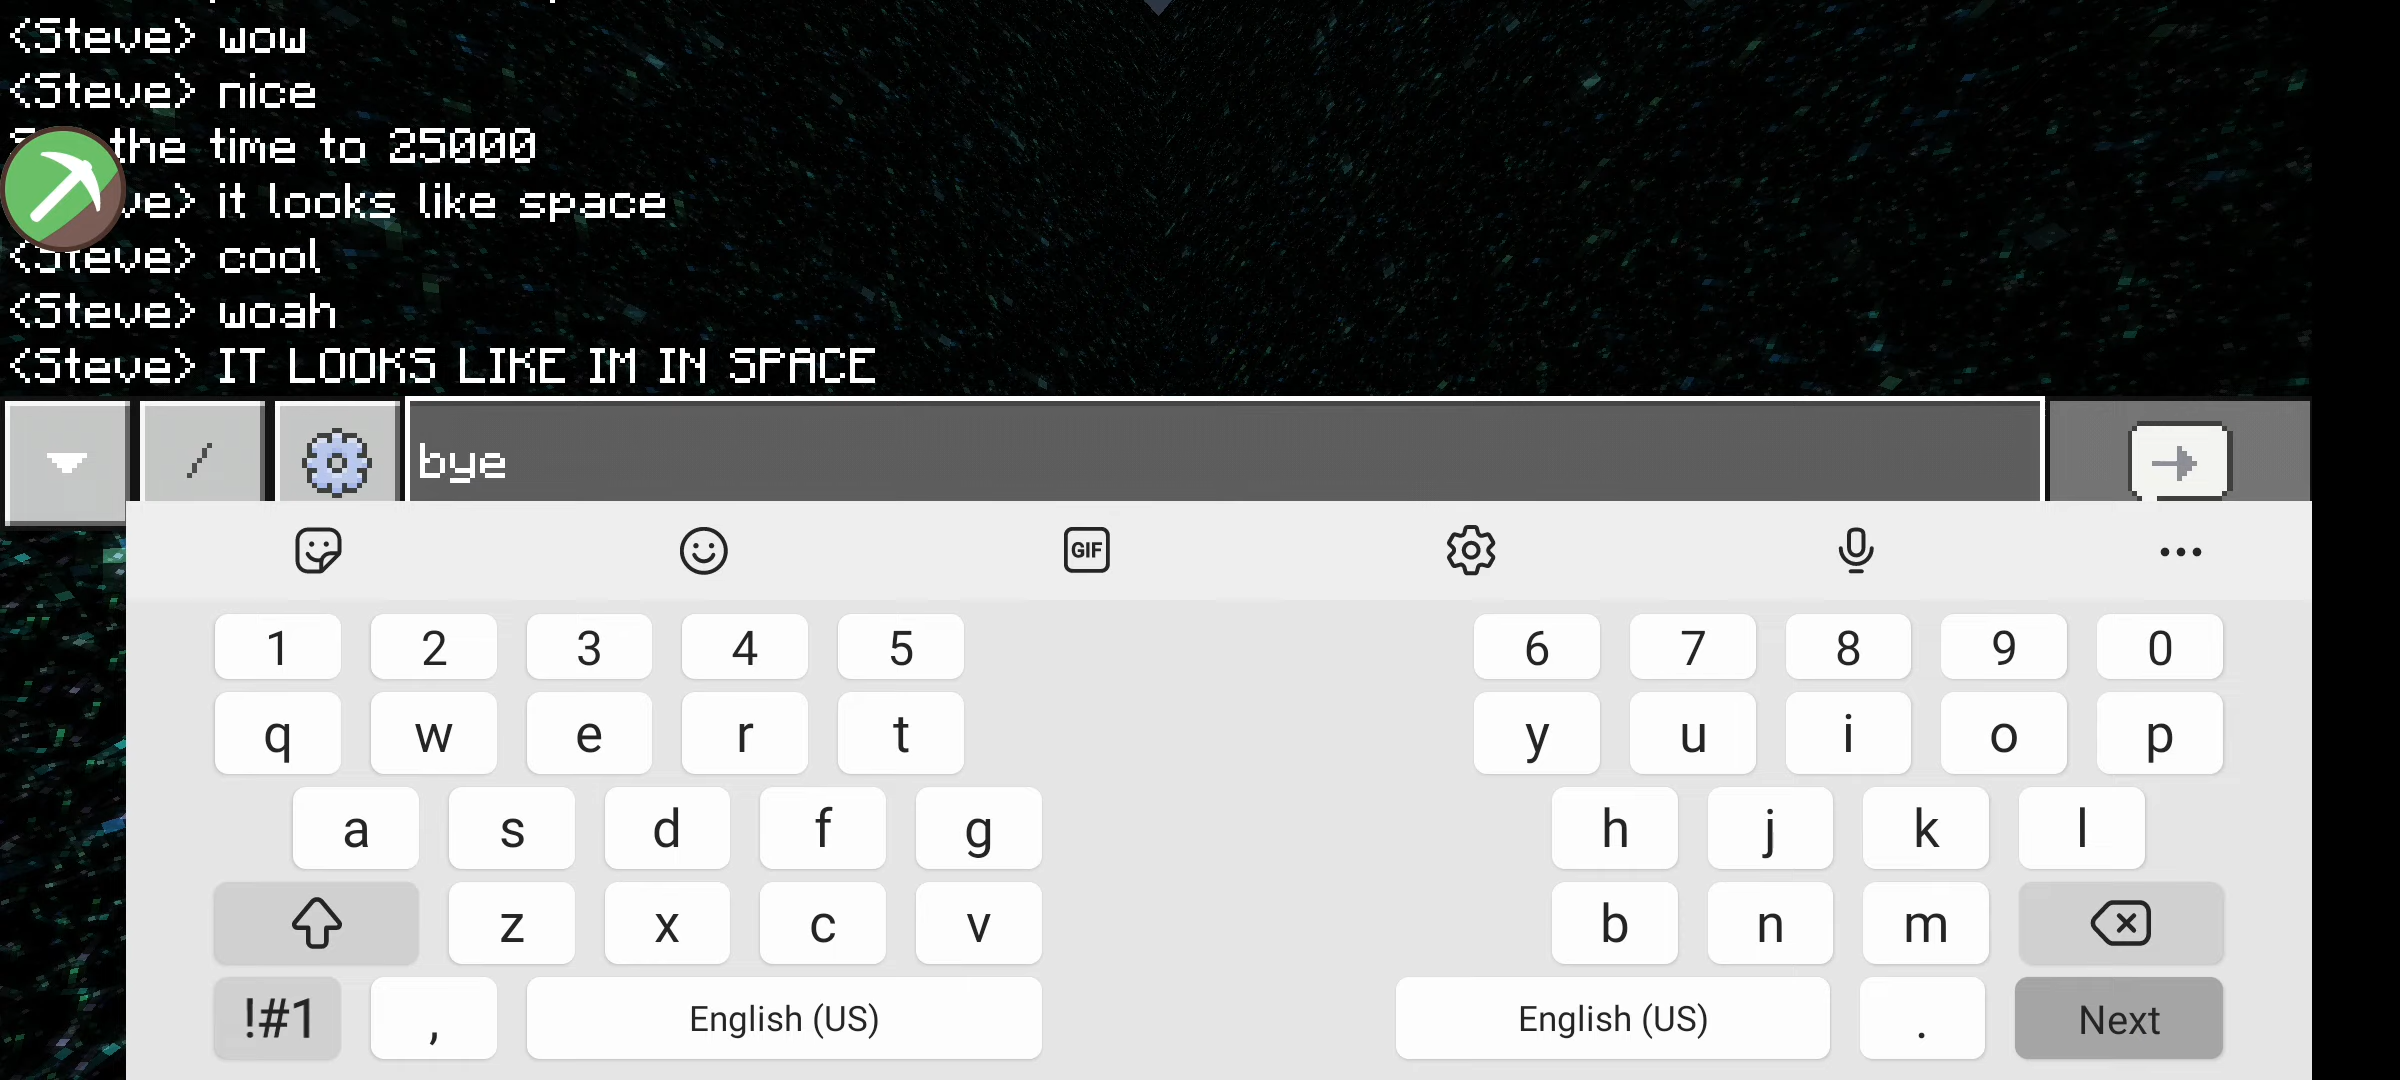 <Steve> wow
<Steve> nice
the time to 25000
ve> it looks like space
<Steve> cool
<Steve> woah
<Steve> IT LOOKS LIKE IM IN SPACE
/
bye
GIF
1 2 3 4 5 6 7 8 9 0
q w e r t y u i o p
a s d f g h j k l
z x c v b n m
!#1 , English (US) English (US) . Next